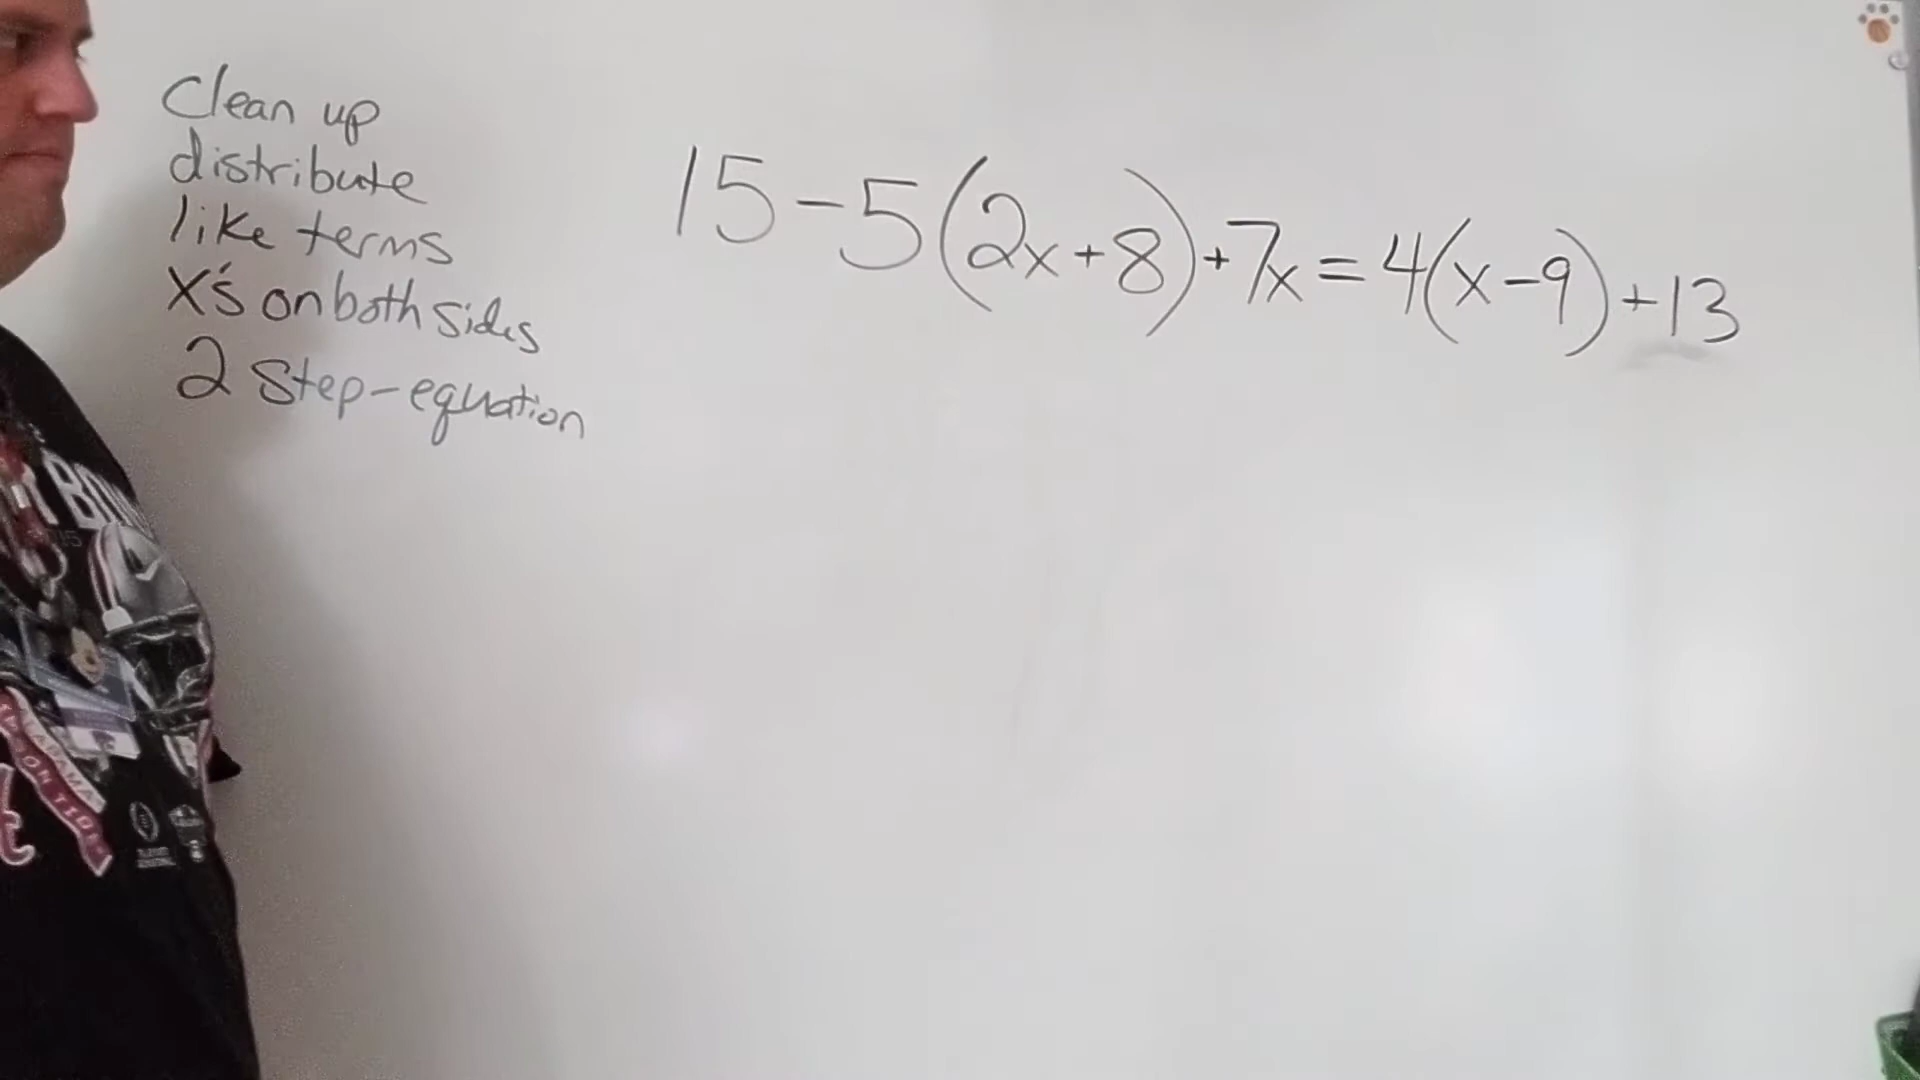 Clean up
distribute
like terms
X's on both sides
2 Step-equation
15-5(2x+8)+7x=4(x-9)+13